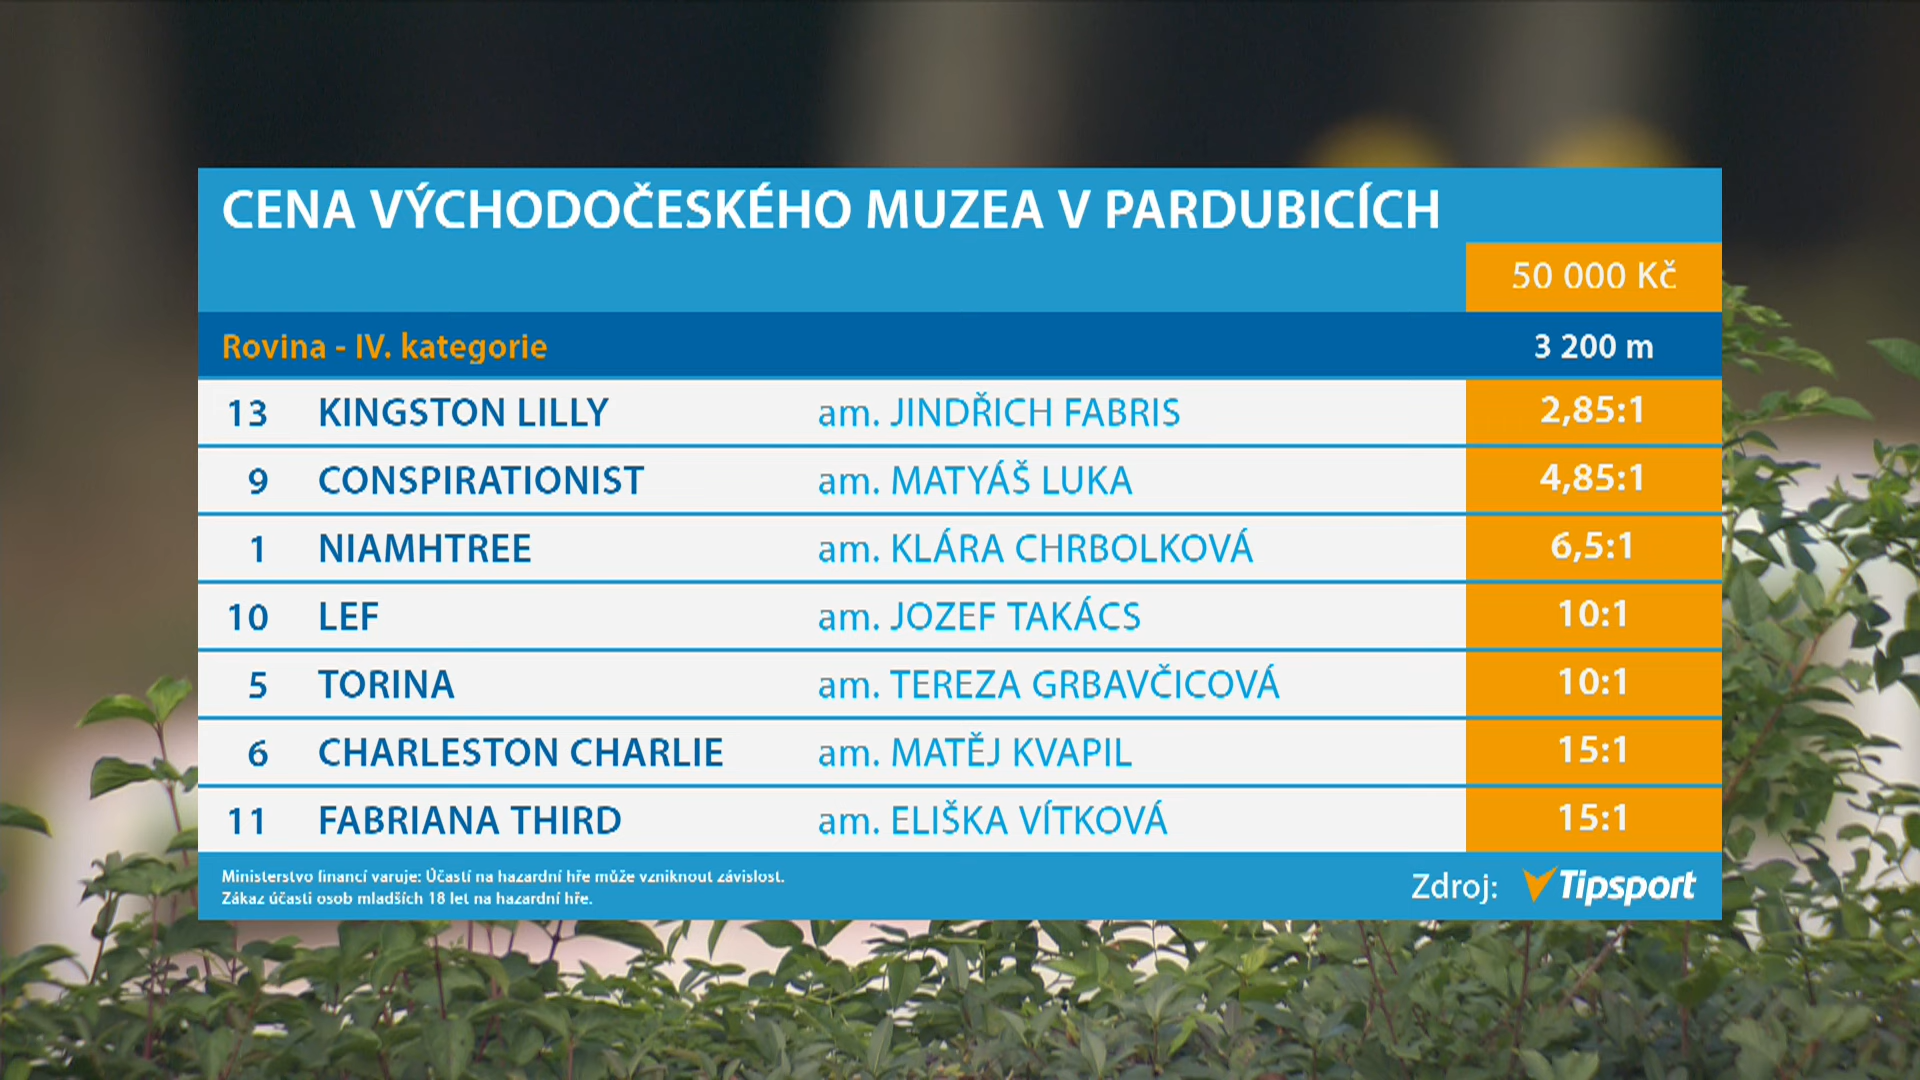 CENA VÝCHODOČESKÉHO MUZEA V PARDUBICÍCH
50 000 Kč
Rovina - IV. kategorie 3 200 m
13 KINGSTON LILLY am. JINDŘICH FABRIS 2,85:1
9 CONSPIRATIONIST am. MATYÁŠ LUKA 4,85:1
1 NIAMHTREE am. KLÁRA CHRBOLKOVÁ 6,5:1
10 LEF am. JOZEF TAKÁCS 10:1
5 TORINA am. TEREZA GRBAVČICOVÁ 10:1
6 CHARLESTON CHARLIE am. MATĚJ KVAPIL 15:1
11 FABRIANA THIRD am. ELIŠKA VÍTKOVÁ 15:1
Ministerstvo financí varuje: Účastí na hazardní hře může vzniknout závislost.
Zákaz účasti osob mladších 18 let na hazardní hře.
Zdroj: Tipsport